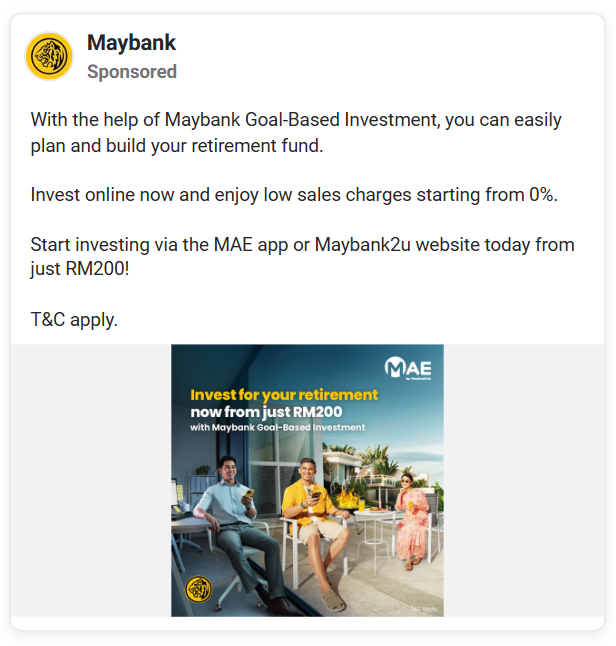 Maybank
Sponsored
With the help of Maybank Goal-Based Investment, you can easily
plan and build your retirement fund.
Invest online now and enjoy low sales charges starting from 0%.
Start investing via the MAE app or Maybank2u website today from
just RM200!
T&C apply.
MAE
by Maybank2u
Invest for your retirement
now from just RM200
with Maybank Goal-Based Investment
T&C apply.